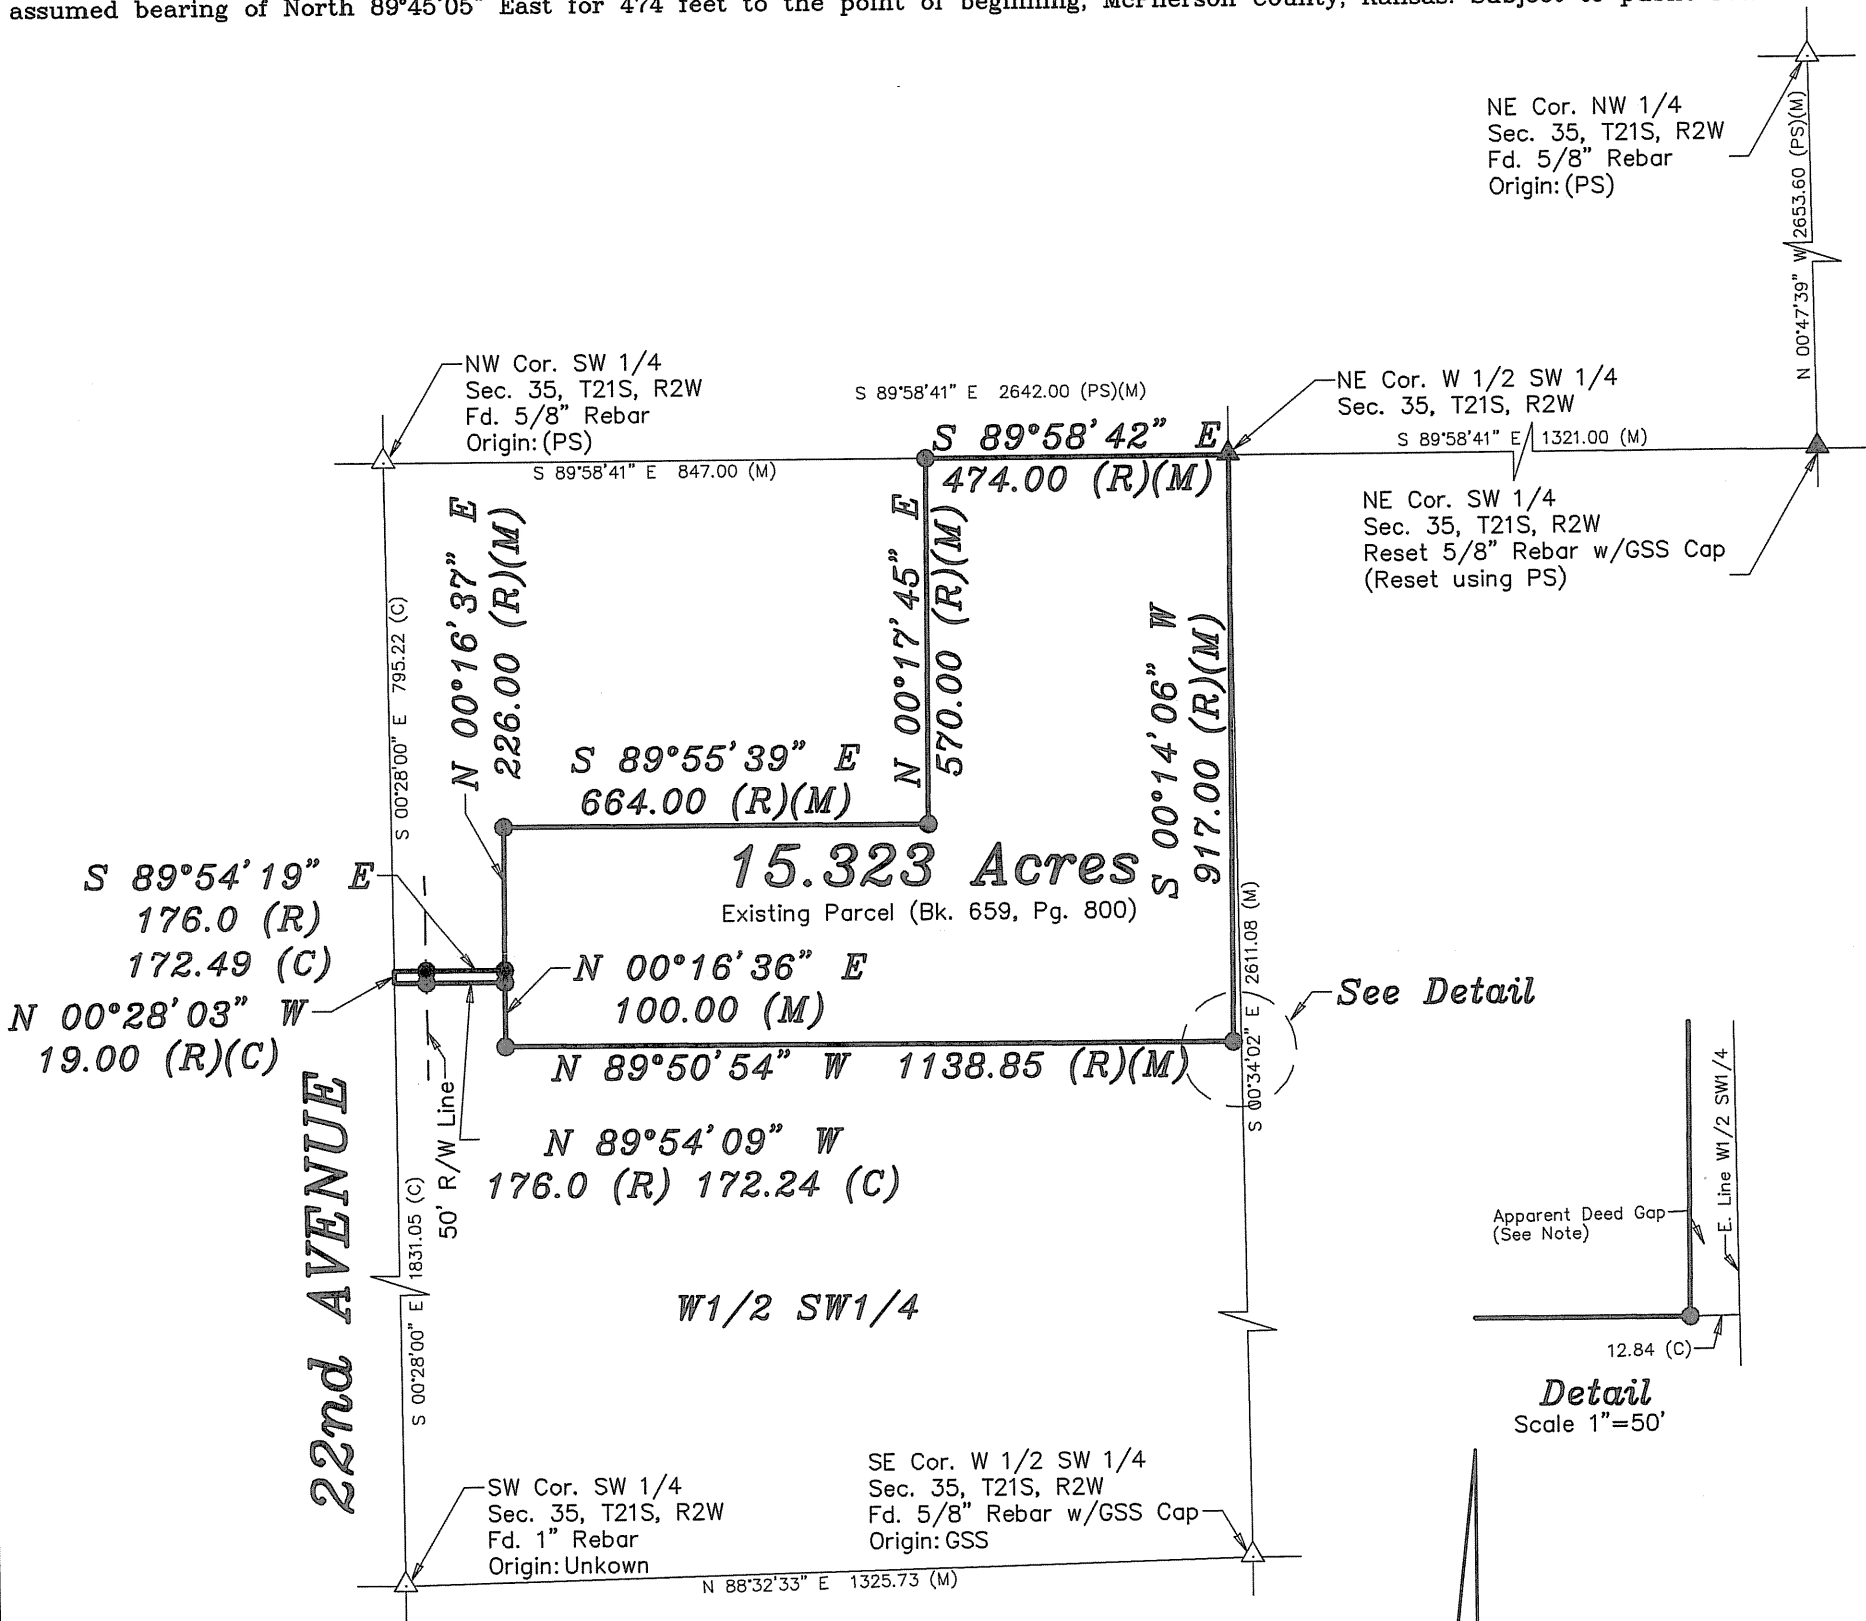 assumed bearing of North 89°45'05" East for 474 feet to the point of beginning, McPherson County, Kansas. Subject to public
NE Cor. NW 1/4
Sec. 35, T21S, R2W
Fd. 5/8" Rebar
Origin:(PS)
N 00°47'39" W 2653.60 (PS)(M)
NW Cor. SW 1/4
Sec. 35, T21S, R2W
Fd. 5/8" Rebar
Origin:(PS)
S 89°58'41" E 2642.00 (PS)(M)
NE Cor. W 1/2 SW 1/4
Sec. 35, T21S, R2W
S 89°58'42" E
474.00 (R)(M)
S 89°58'41" E 1321.00 (M)
S 89°58'41" E 847.00 (M)
NE Cor. SW 1/4
Sec. 35, T21S, R2W
Reset 5/8" Rebar w/GSS Cap
(Reset using PS)
N 00°16'37" E
226.00 (R)(M)
N 00°17'45" E
570.00 (R)(M)
S 00°14'06" W
917.00 (R)(M)
S 00°28'00" E 795.22 (C)
S 89°55'39" E
664.00 (R)(M)
15.323 Acres
Existing Parcel (Bk. 659, Pg. 800)
S 89°54'19" E
176.0 (R)
172.49 (C)
N 00°28'03" W
19.00 (R)(C)
N 00°16'36" E
100.00 (M)
S 00°34'02" E 2611.08 (M)
See Detail
N 89°50'54" W 1138.85 (R)(M)
50' R/W Line
N 89°54'09" W
176.0 (R) 172.24 (C)
22nd AVENUE
S 00°28'00" E 1831.05 (C)
W1/2 SW1/4
E. Line W1/2 SW1/4
Apparent Deed Gap
(See Note)
12.84 (C)
Detail
Scale 1"=50'
SW Cor. SW 1/4
Sec. 35, T21S, R2W
Fd. 1" Rebar
Origin:Unkown
SE Cor. W 1/2 SW 1/4
Sec. 35, T21S, R2W
Fd. 5/8" Rebar w/GSS Cap
Origin:GSS
N 88°32'33" E 1325.73 (M)